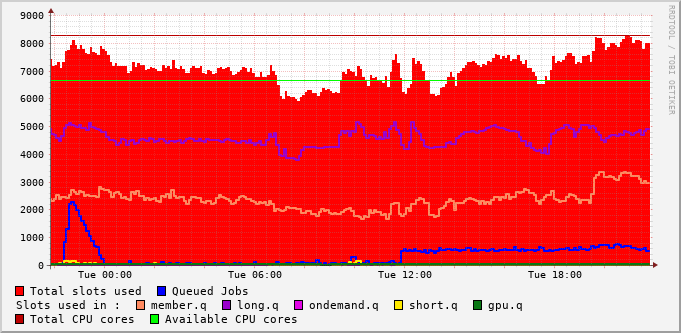 9000
8000
7000
6000
5000
4000
3000
2000
1000
0
Tue 00:00 Tue 06:00 Tue 12:00 Tue 18:00
RRDTOOL / TOBI OETIKER
Total slots used Queued Jobs
Slots used in : member.q long.q ondemand.q short.q gpu.q
Total CPU cores Available CPU cores